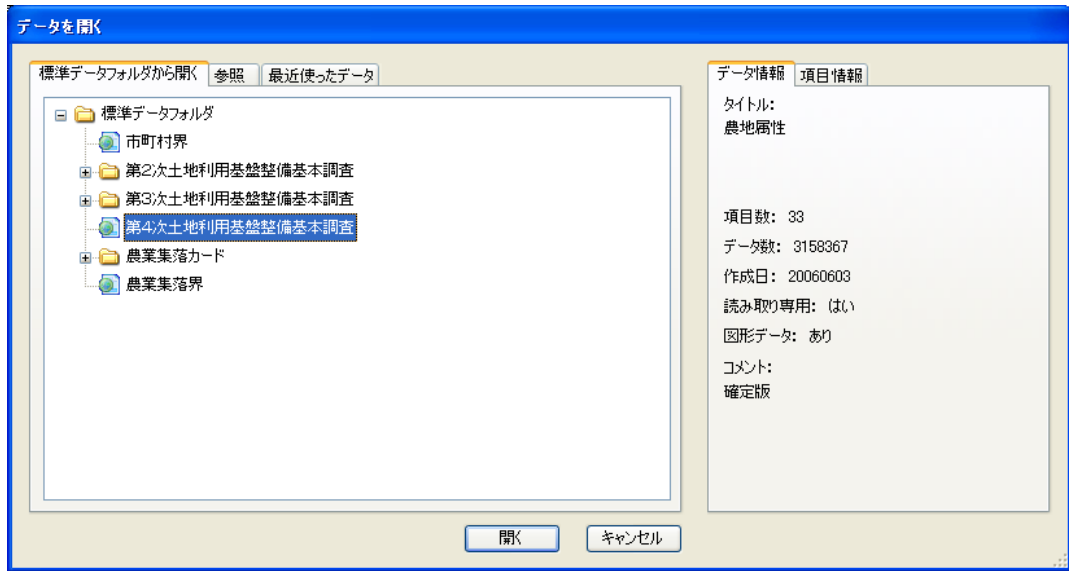 データを開く
標準データフォルダから開く 参照 最近使ったデータ
標準データフォルダ
市町村界
第2次土地利用基盤整備基本調査
第3次土地利用基盤整備基本調査
第4次土地利用基盤整備基本調査
農業集落カード
農業集落界
データ情報 項目情報
タイトル:
農地属性
項目数: 33
データ数: 3158367
作成日: 20060603
読み取り専用: はい
図形データ: あり
コメント:
確定版
開く キャンセル